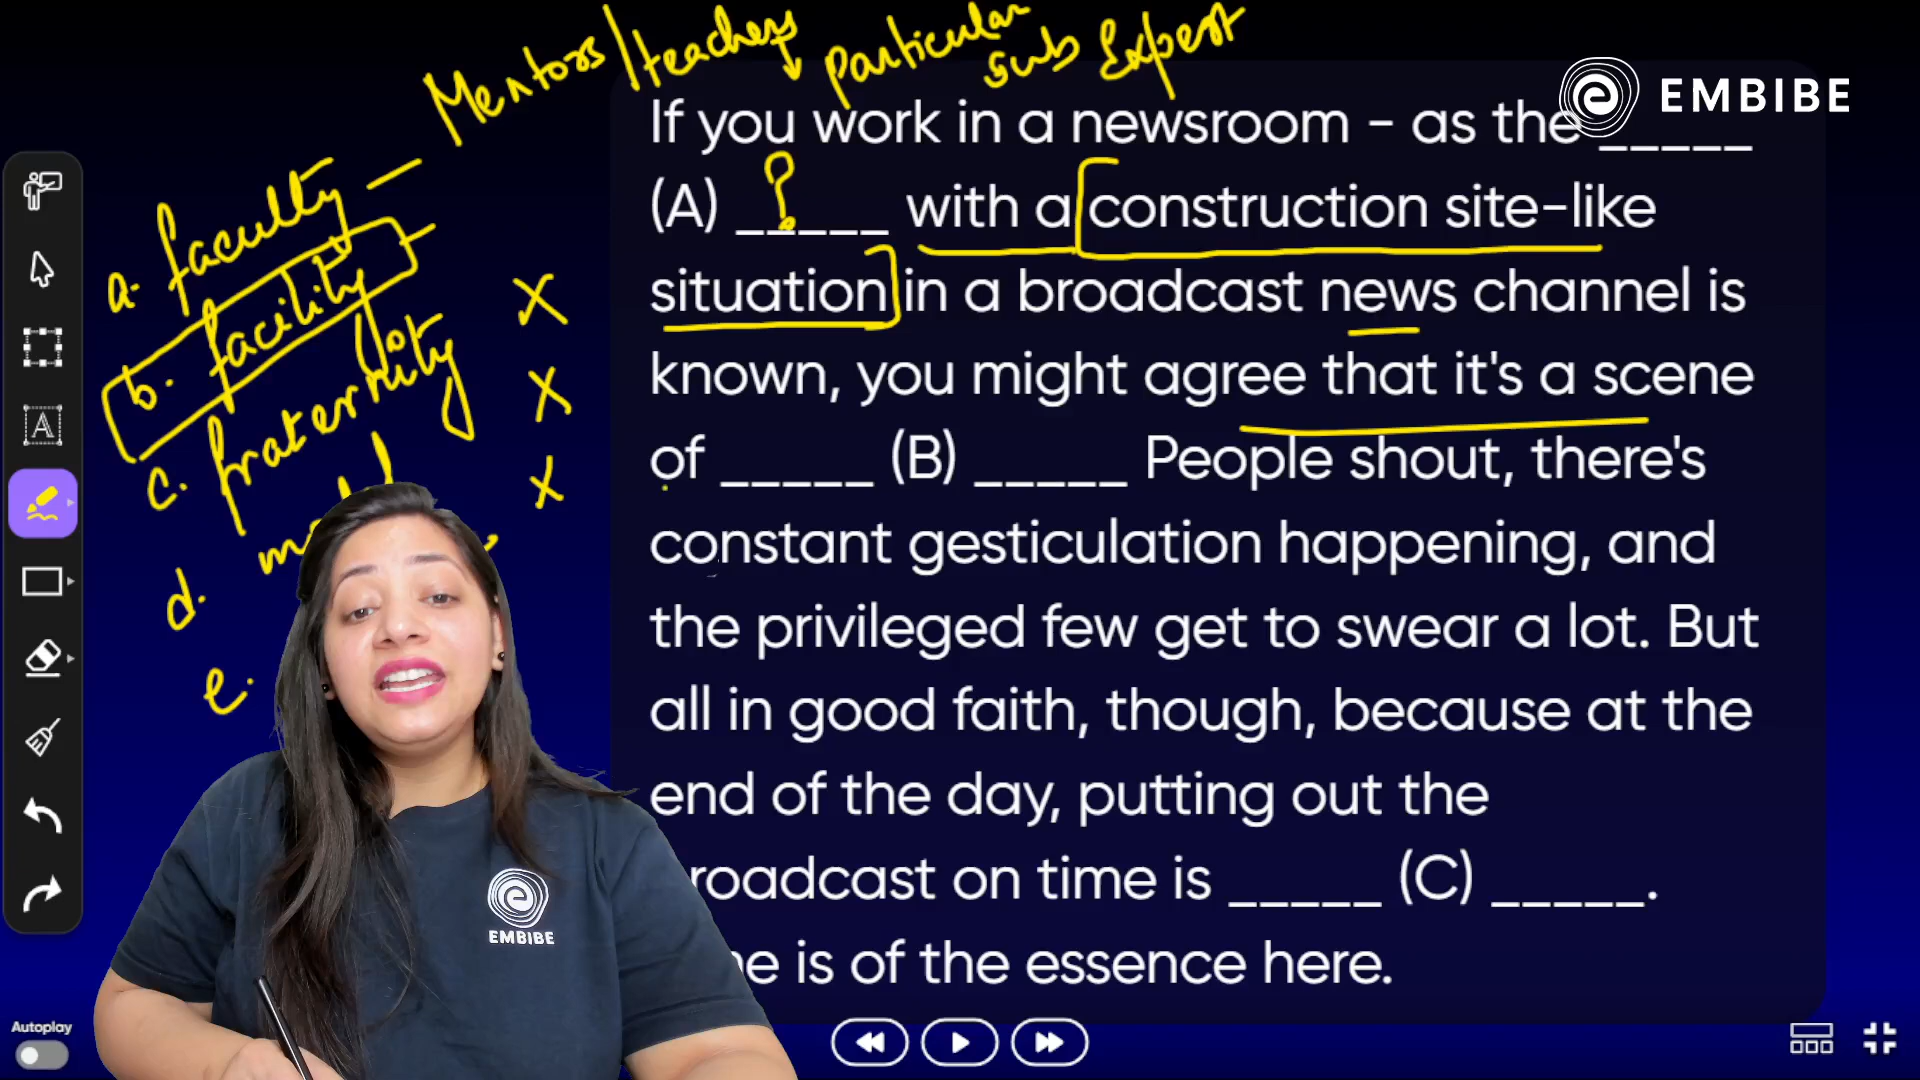 Mentors/teachers particular sub Expert
EMBIBE
If you work in a newsroom - as the _____
(A) _____ with a construction site-like
situation in a broadcast news channel is
known, you might agree that it's a scene
of _____ (B) _____ People shout, there's
constant gesticulation happening, and
the privileged few get to swear a lot. But
all in good faith, though, because at the
end of the day, putting out the
roadcast on time is _____ (C) _____.
is of the essence here.
a. faculty —
b. facility X
c. fraternity X
d. X
e.
A
EMBIBE
Autoplay